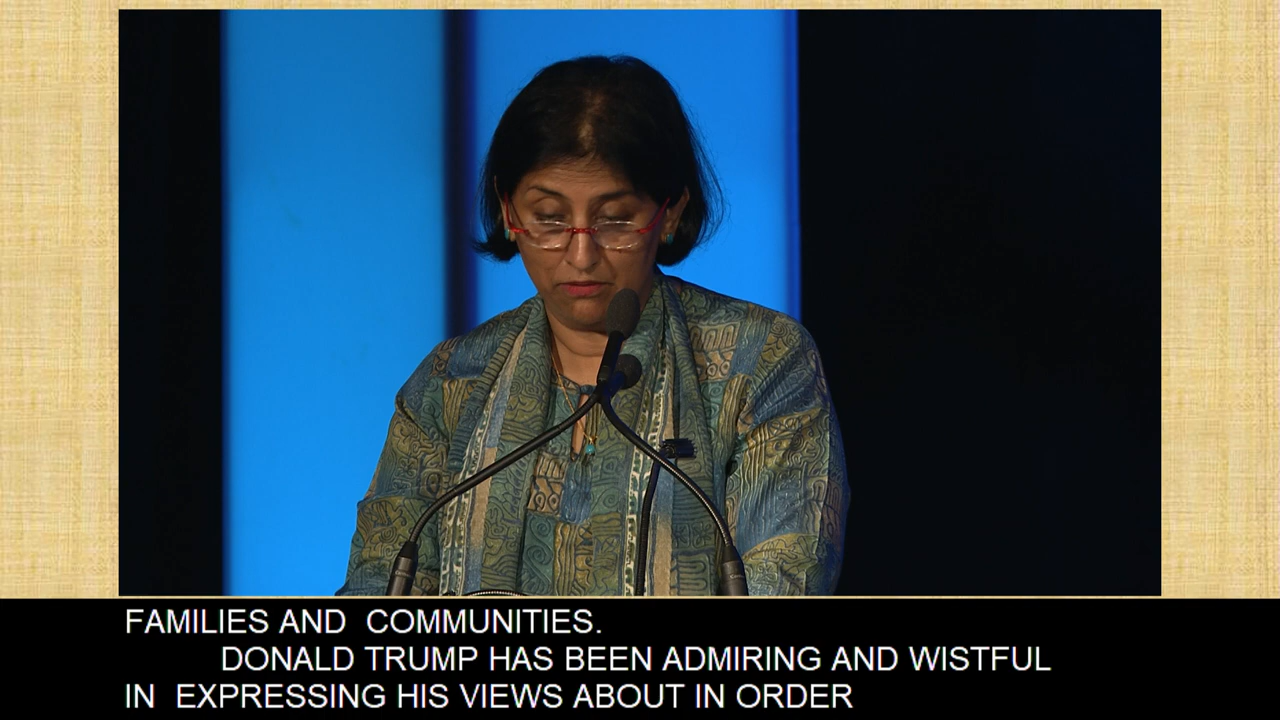 FAMILIES AND  COMMUNITIES.
DONALD TRUMP HAS BEEN ADMIRING AND WISTFUL
IN  EXPRESSING HIS VIEWS ABOUT IN ORDER